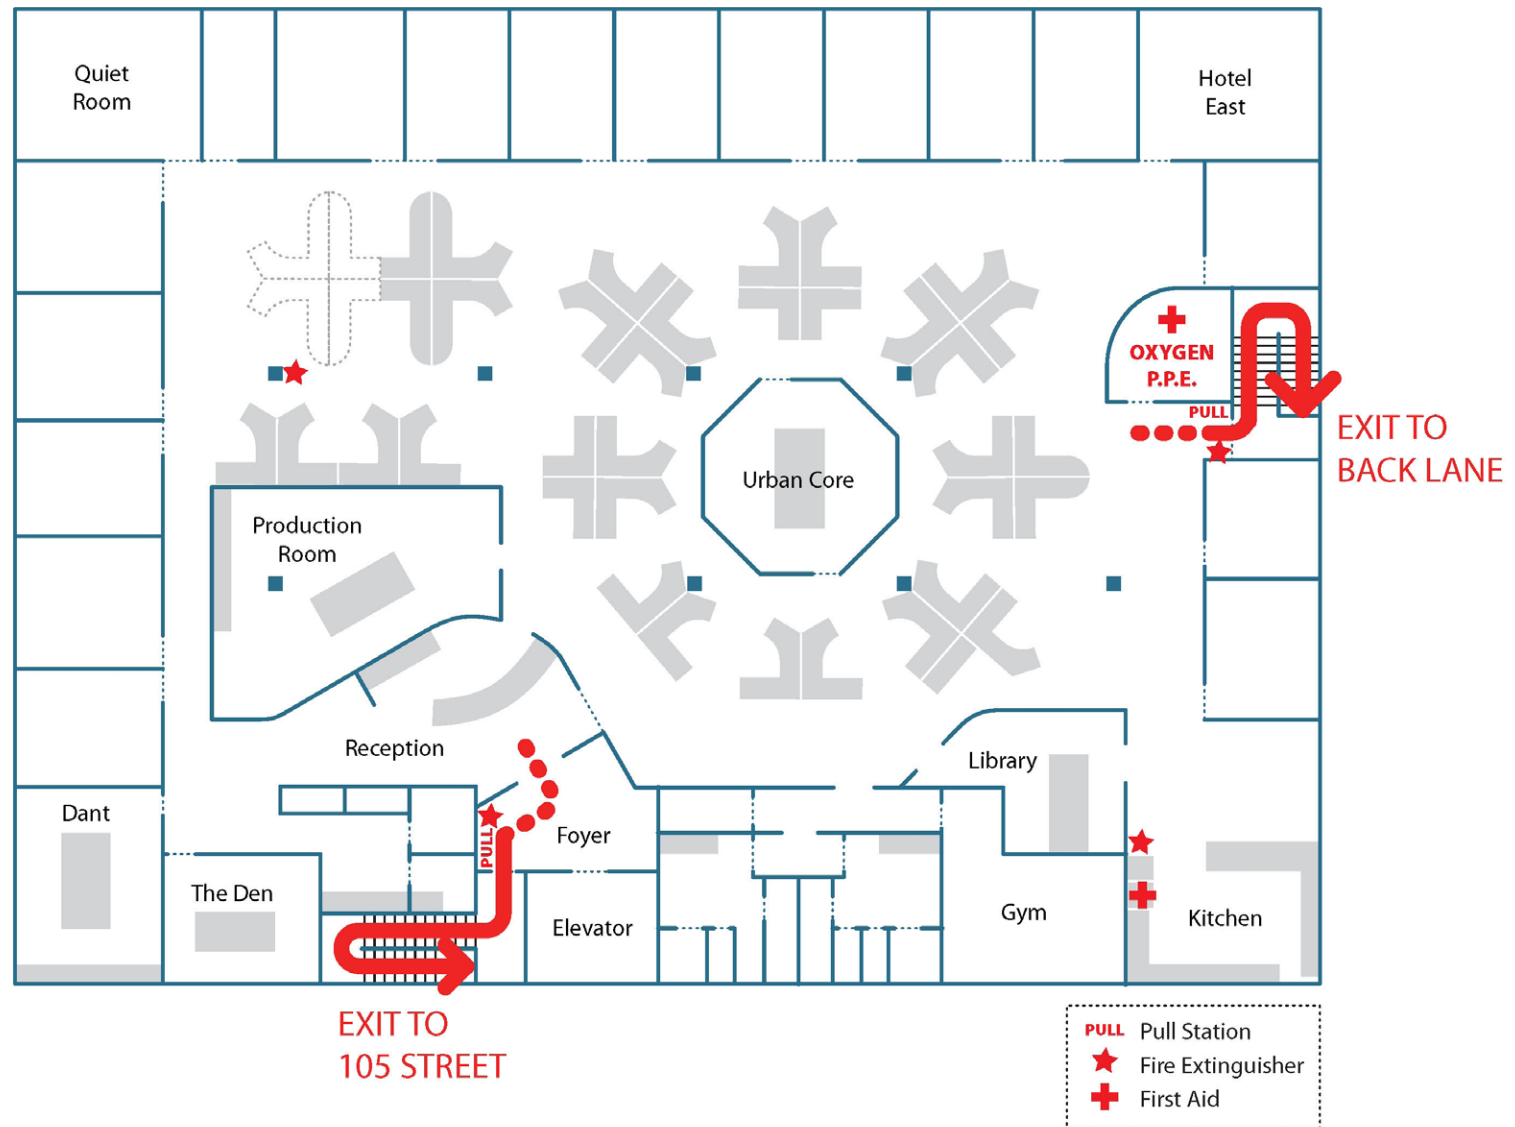 Quiet
Room
Hotel
East
OXYGEN
P.P.E.
PULL
EXIT TO
BACK LANE
Urban Core
Production
Room
Reception
Library
Dant
PULL
Foyer
The Den
Elevator
Gym
Kitchen
EXIT TO
105 STREET
PULL Pull Station
Fire Extinguisher
First Aid